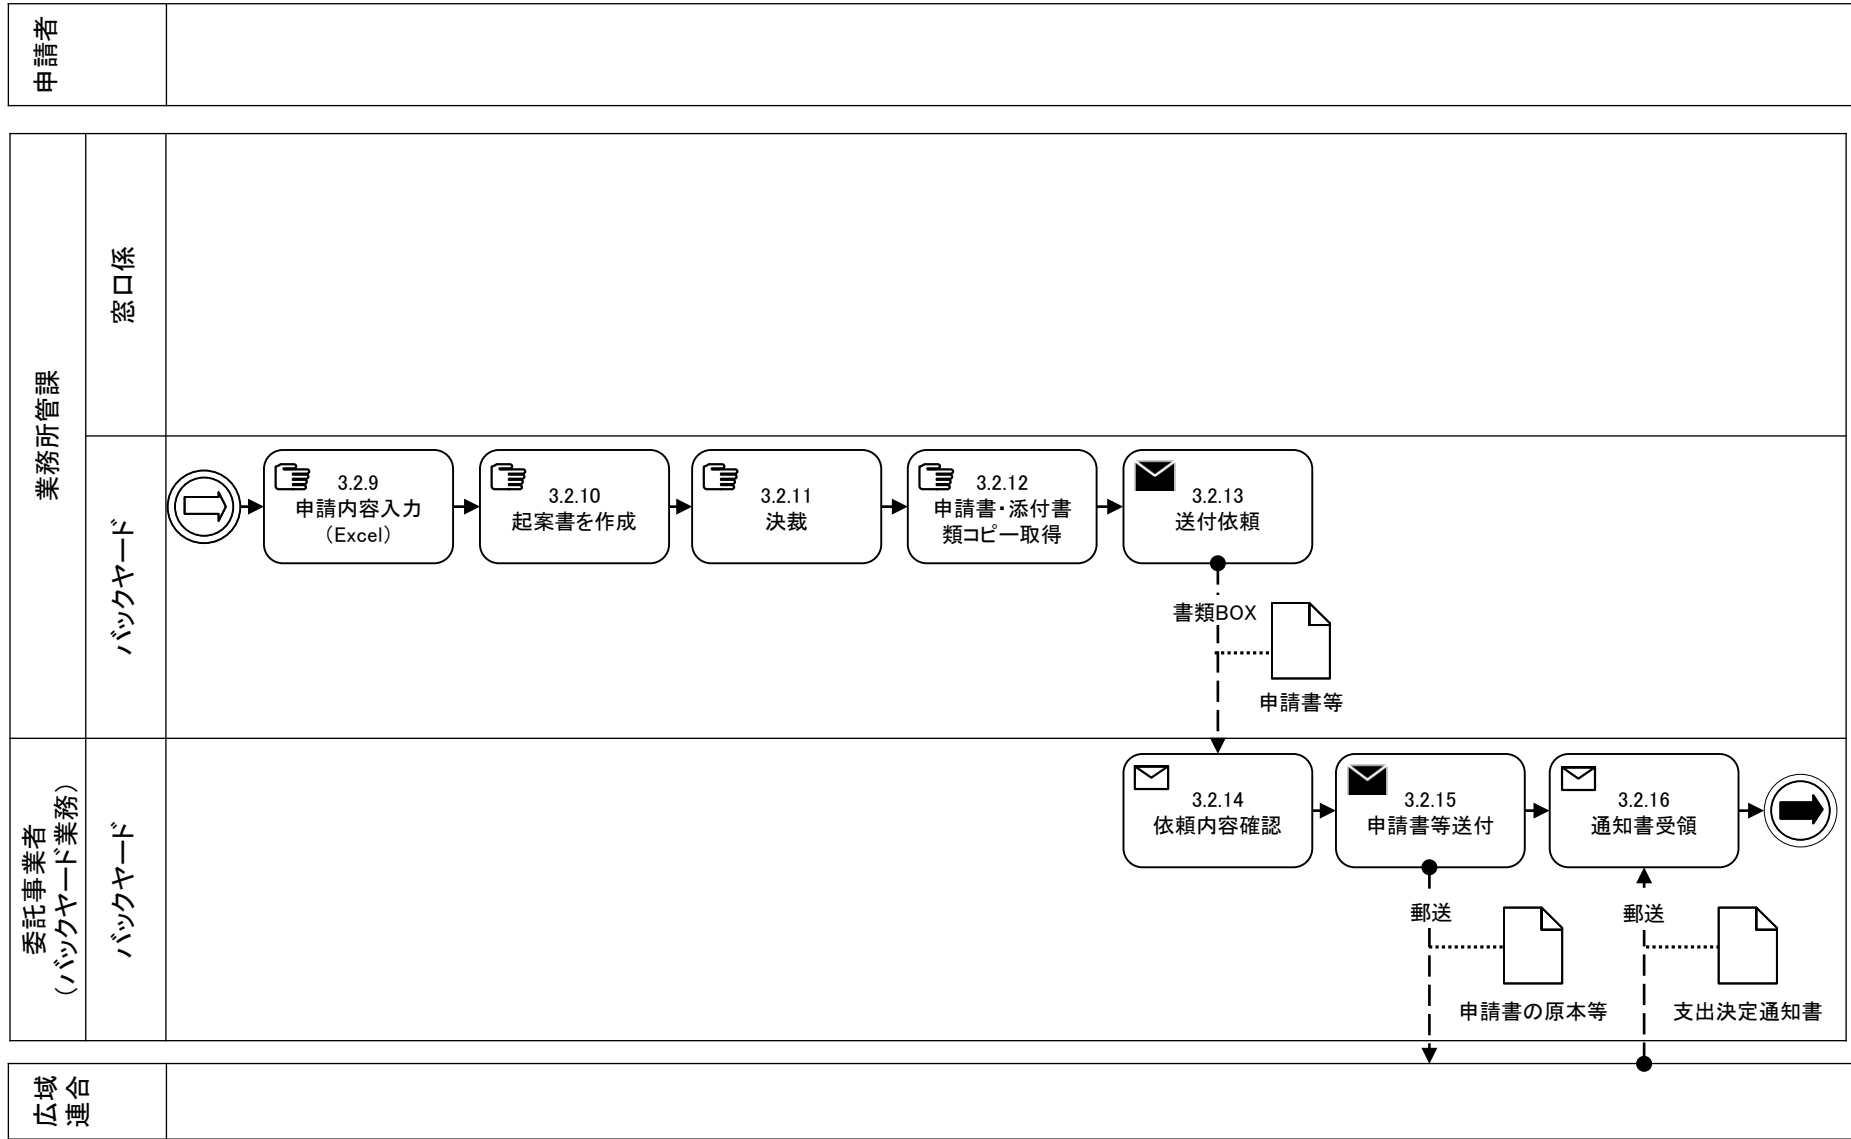 申請者
業務所管課
窓口係
バックヤード
3.2.9
申請内容入力
（Excel）
3.2.10
起案書を作成
3.2.11
決裁
3.2.12
申請書・添付書
類コピー取得
3.2.13
送付依頼
書類BOX
申請書等
委託事業者
（バックヤード業務）
バックヤード
3.2.14
依頼内容確認
3.2.15
申請書等送付
3.2.16
通知書受領
郵送
申請書の原本等
郵送
支出決定通知書
広域
連合